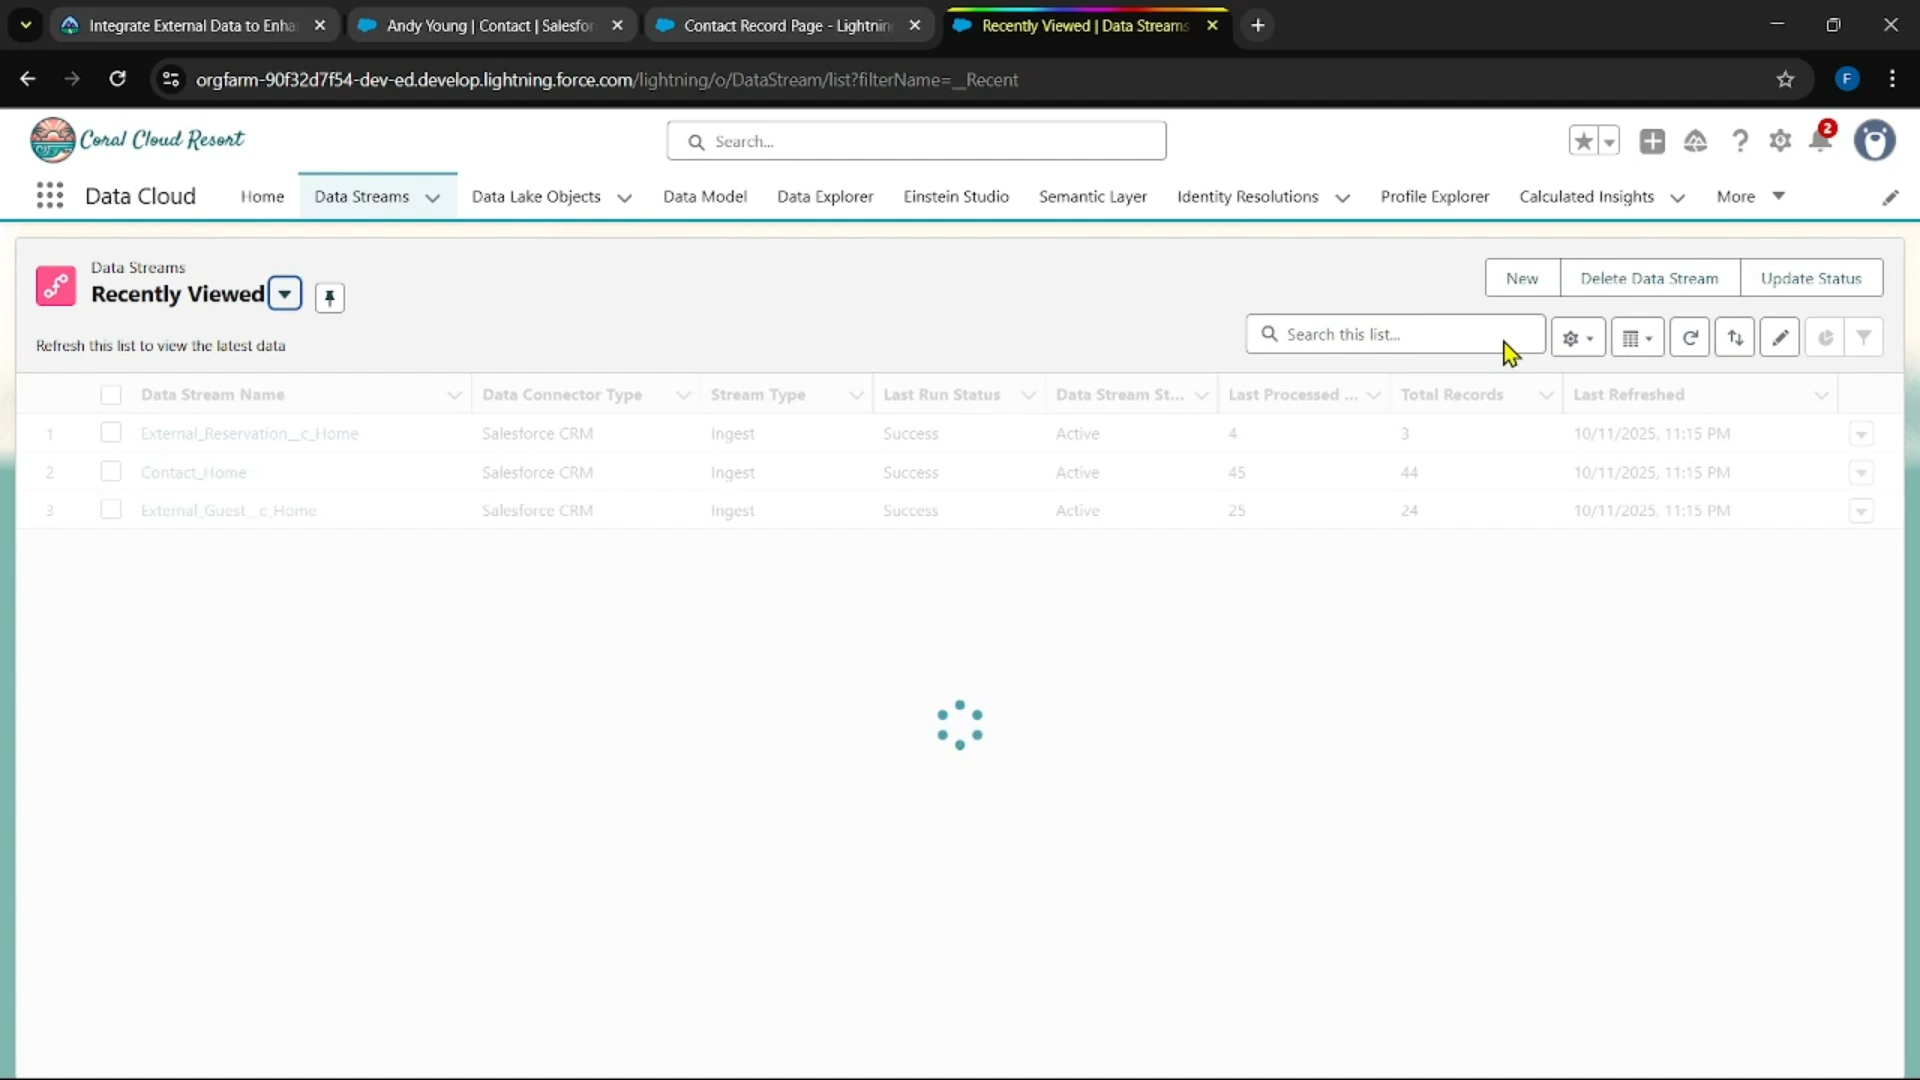 Integrate External Data to Enha
Andy Young | Contact | Salesfor
Contact Record Page - Lightnin
Recently Viewed | Data Streams
orgfarm-90f32d7f54-dev-ed.develop.lightning.force.com/lightning/o/DataStream/list?filterName=__Recent
F
Coral Cloud Resort
Search...
2
Data Cloud
Home
Data Streams
Data Lake Objects
Data Model
Data Explorer
Einstein Studio
Semantic Layer
Identity Resolutions
Profile Explorer
Calculated Insights
More
Data Streams
Recently Viewed
New
Delete Data Stream
Update Status
Refresh this list to view the latest data
Search this list...
Data Stream Name Data Connector Type Stream Type Last Run Status Data Stream St... Last Processed ... Total Records Last Refreshed
1 External_Reservation__c_Home Salesforce CRM Ingest Success Active 4 3 10/11/2025, 11:15 PM
2 Contact_Home Salesforce CRM Ingest Success Active 45 44 10/11/2025, 11:15 PM
3 External_Guest__c_Home Salesforce CRM Ingest Success Active 25 24 10/11/2025, 11:15 PM